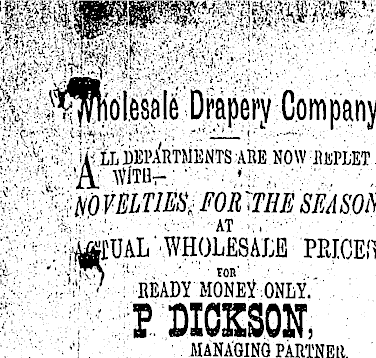 Wholesale Drapery Company
ALL DEPARTMENTS ARE NOW REPLET
WITH—
NOVELTIES, FOR THE SEASON
AT
ACTUAL WHOLESALE PRICES
FOR
READY MONEY ONLY.
P DICKSON,
MANAGING PARTNER.